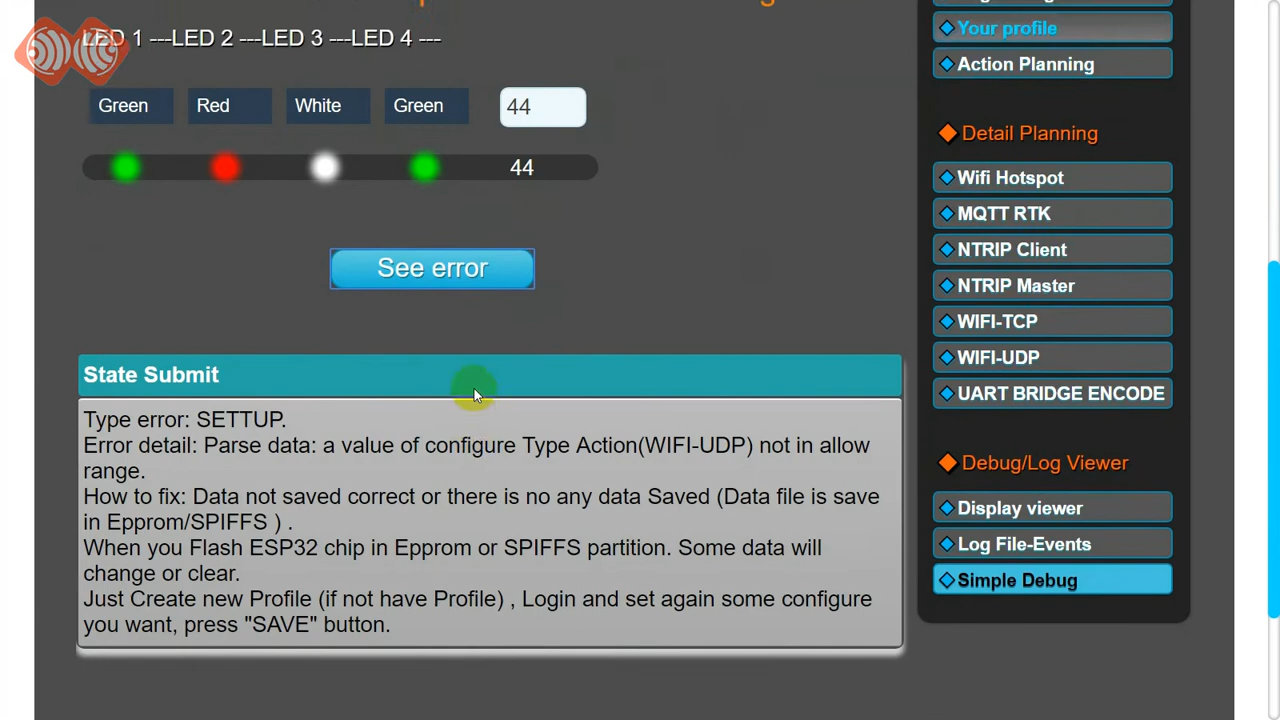 Your profile
LED 1 ---LED 2 ---LED 3 ---LED 4 ---
Action Planning
Green
Red
White
Green
44
44
Detail Planning
Wifi Hotspot
MQTT RTK
NTRIP Client
See error
NTRIP Master
WIFI-TCP
WIFI-UDP
UART BRIDGE ENCODE
State Submit
Type error: SETTUP.
Error detail: Parse data: a value of configure Type Action(WIFI-UDP) not in allow
range.
How to fix: Data not saved correct or there is no any data Saved (Data file is save
in Epprom/SPIFFS ) .
When you Flash ESP32 chip in Epprom or SPIFFS partition. Some data will
change or clear.
Just Create new Profile (if not have Profile) , Login and set again some configure
you want, press "SAVE" button.
Debug/Log Viewer
Display viewer
Log File-Events
Simple Debug